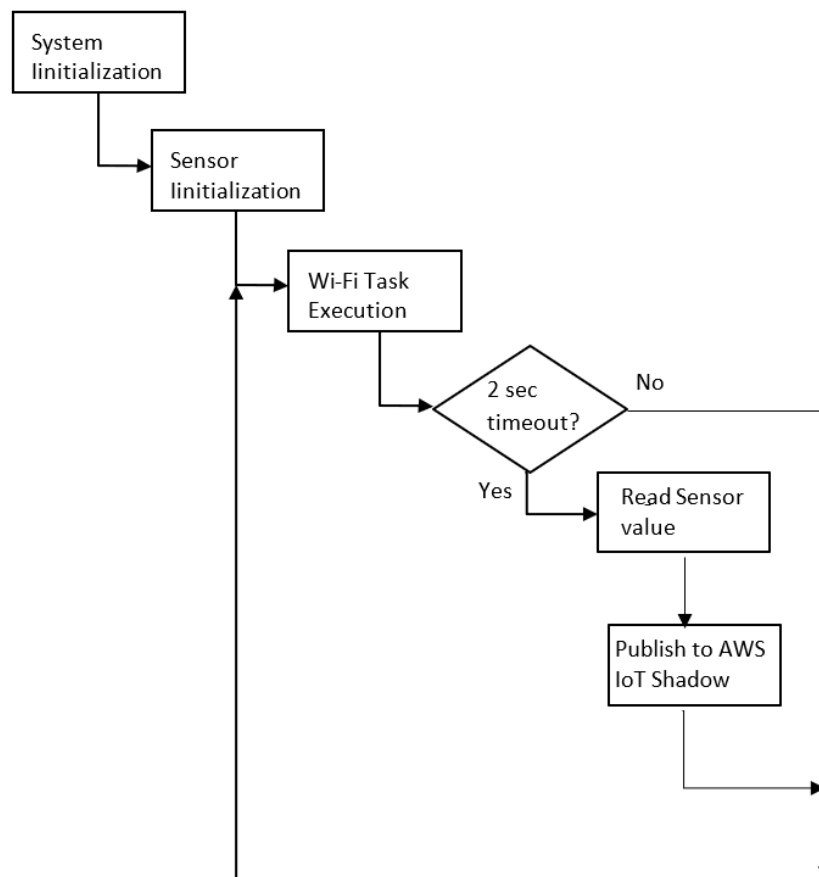 System
Iinitialization
Sensor
Iinitialization
Wi-Fi Task
Execution
2 sec
timeout?
No
Yes
Read Sensor
value
Publish to AWS
IoT Shadow